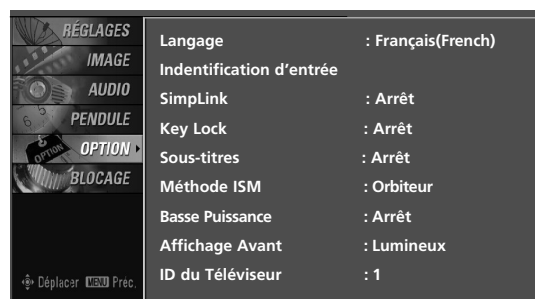 RÉGLAGES
IMAGE
AUDIO
PENDULE
OPTION
BLOCAGE
Déplacer MENU Préc.
Langage : Français(French)
Indentification d'entrée
SimpLink : Arrêt
Key Lock : Arrêt
Sous-titres : Arrêt
Méthode ISM : Orbiteur
Basse Puissance : Arrêt
Affichage Avant : Lumineux
ID du Téléviseur : 1